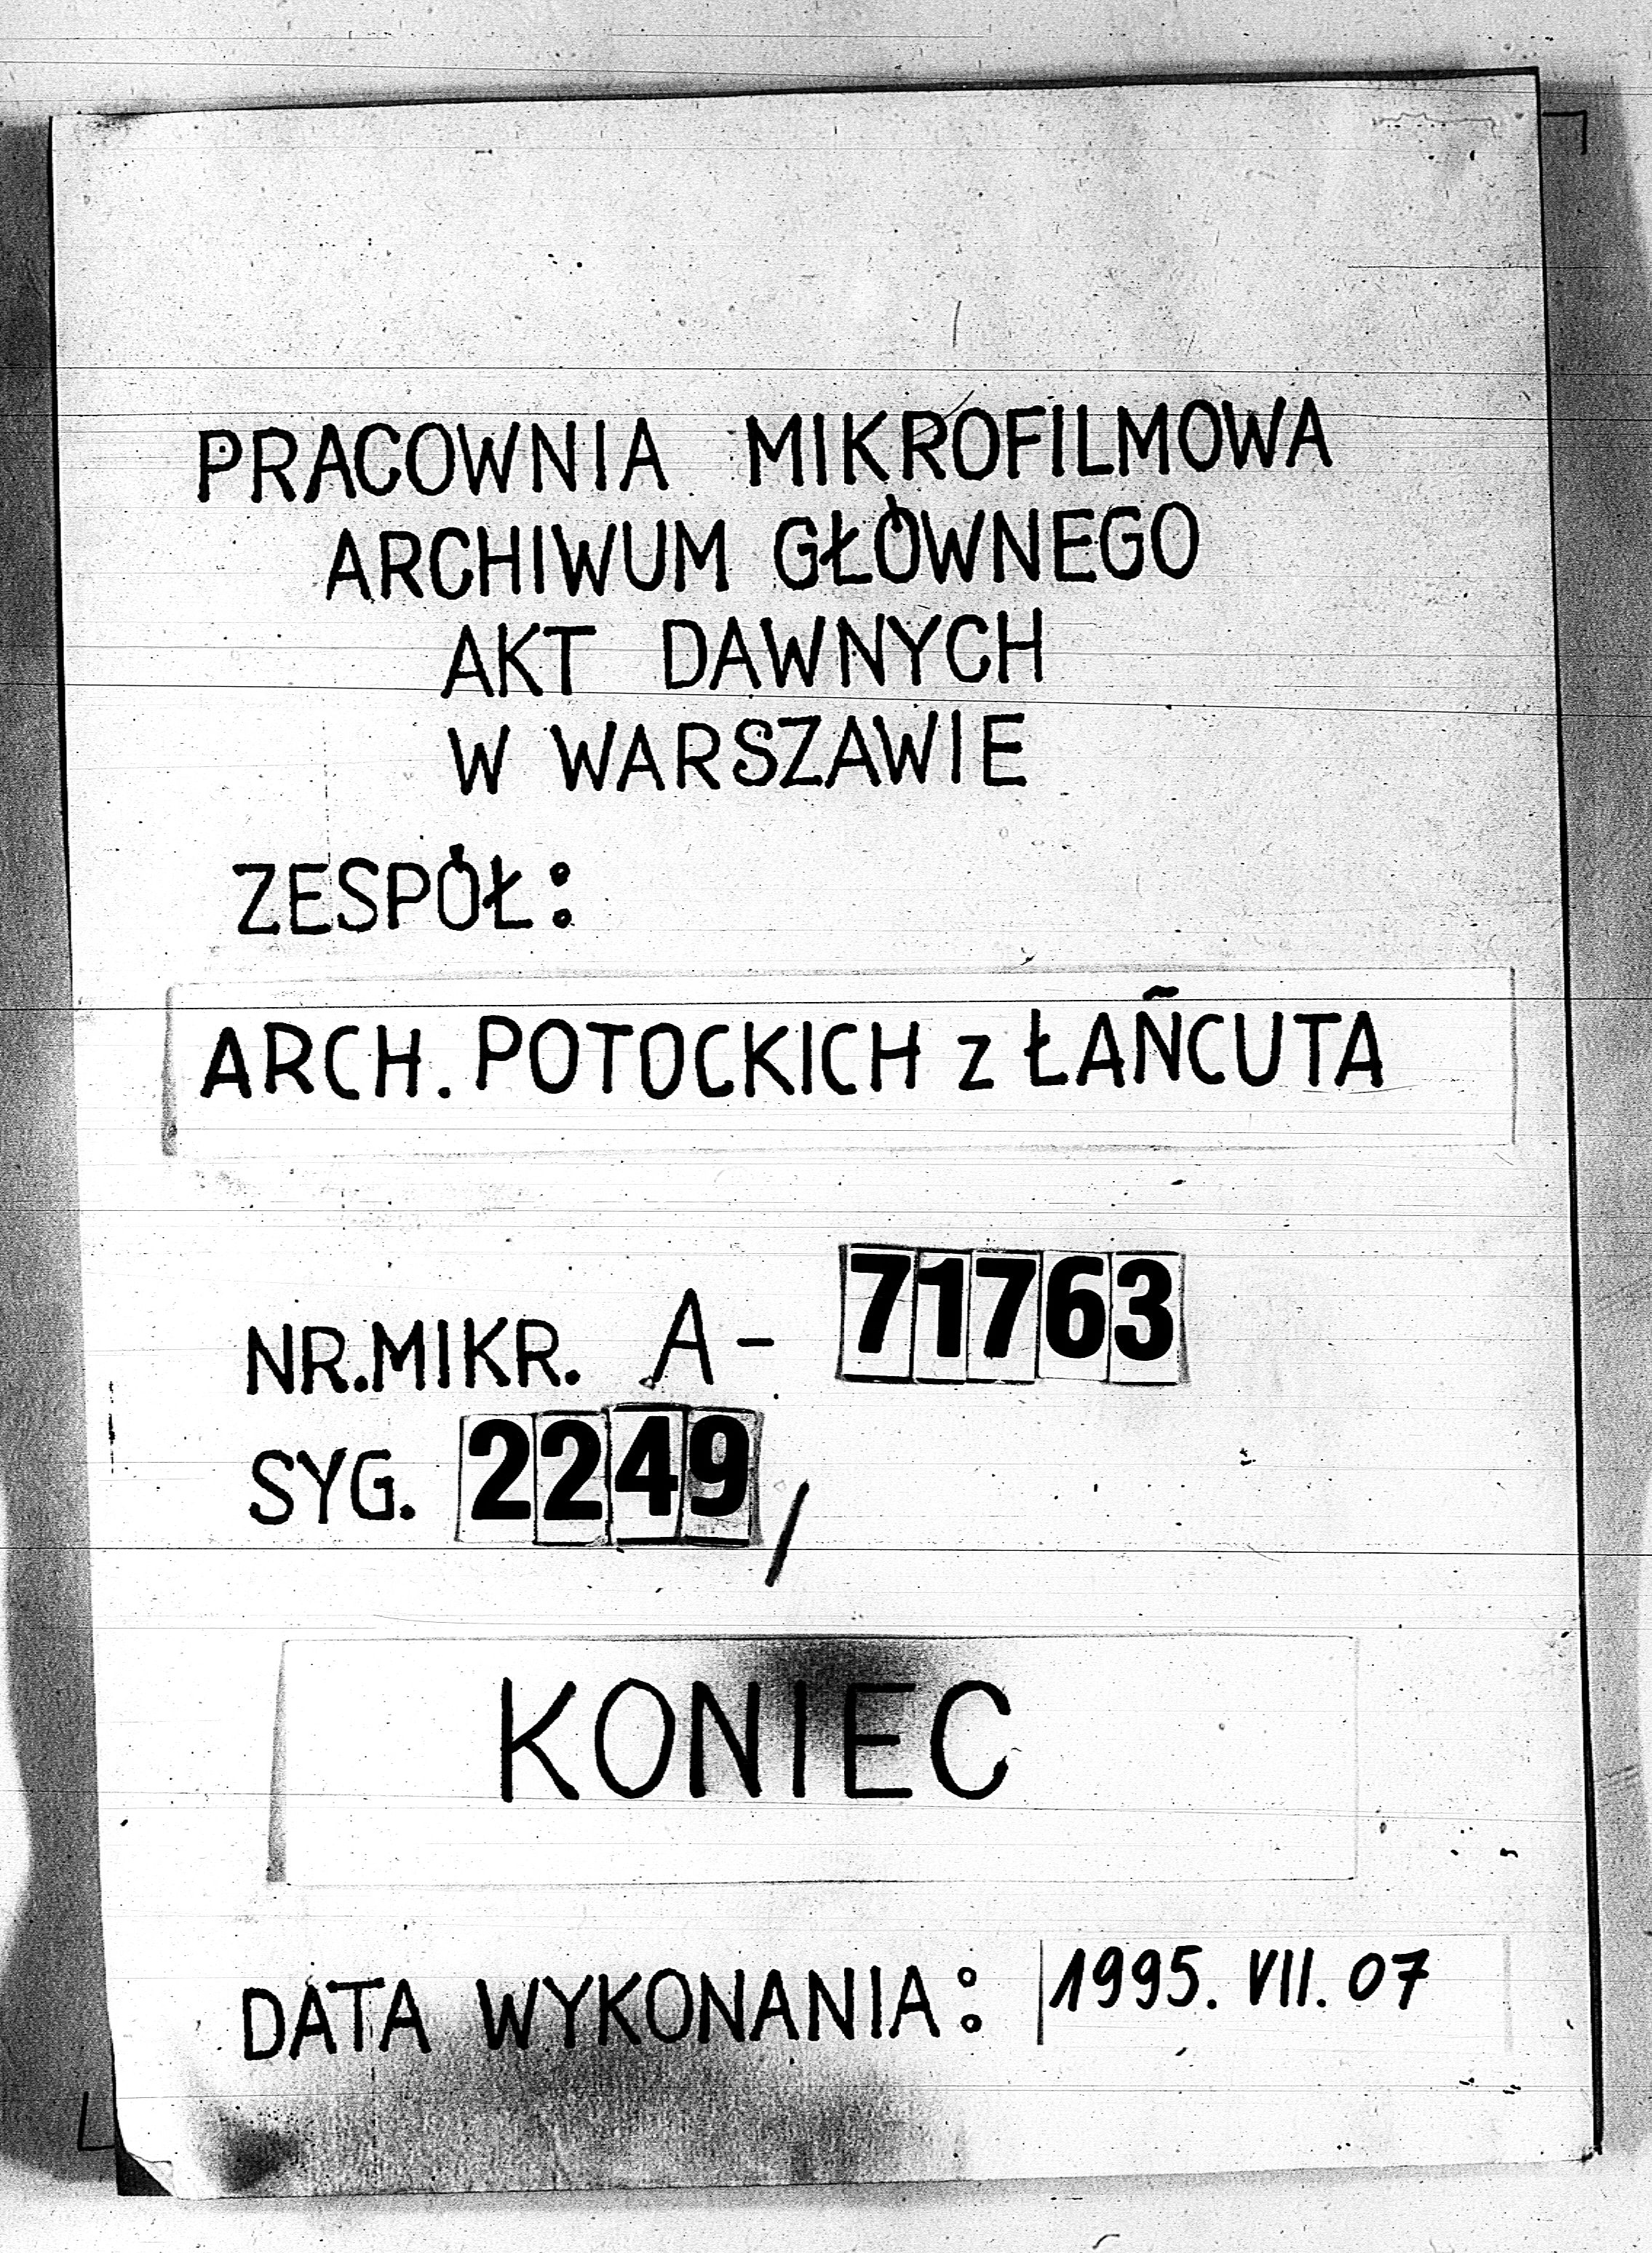 PRACOWNIA MIKROFILMOWA
ARCHIWUM GŁÓWNEGO
AKT DAWNYCH
W WARSZAWIE
ZESPÓŁ:
ARCH. POTOCKICH z ŁAŃCUTA
NR.MIKR. A- 71763
SYG. 2249/
KONIEC
DATA WYKONANIA: 1995. VII. 07